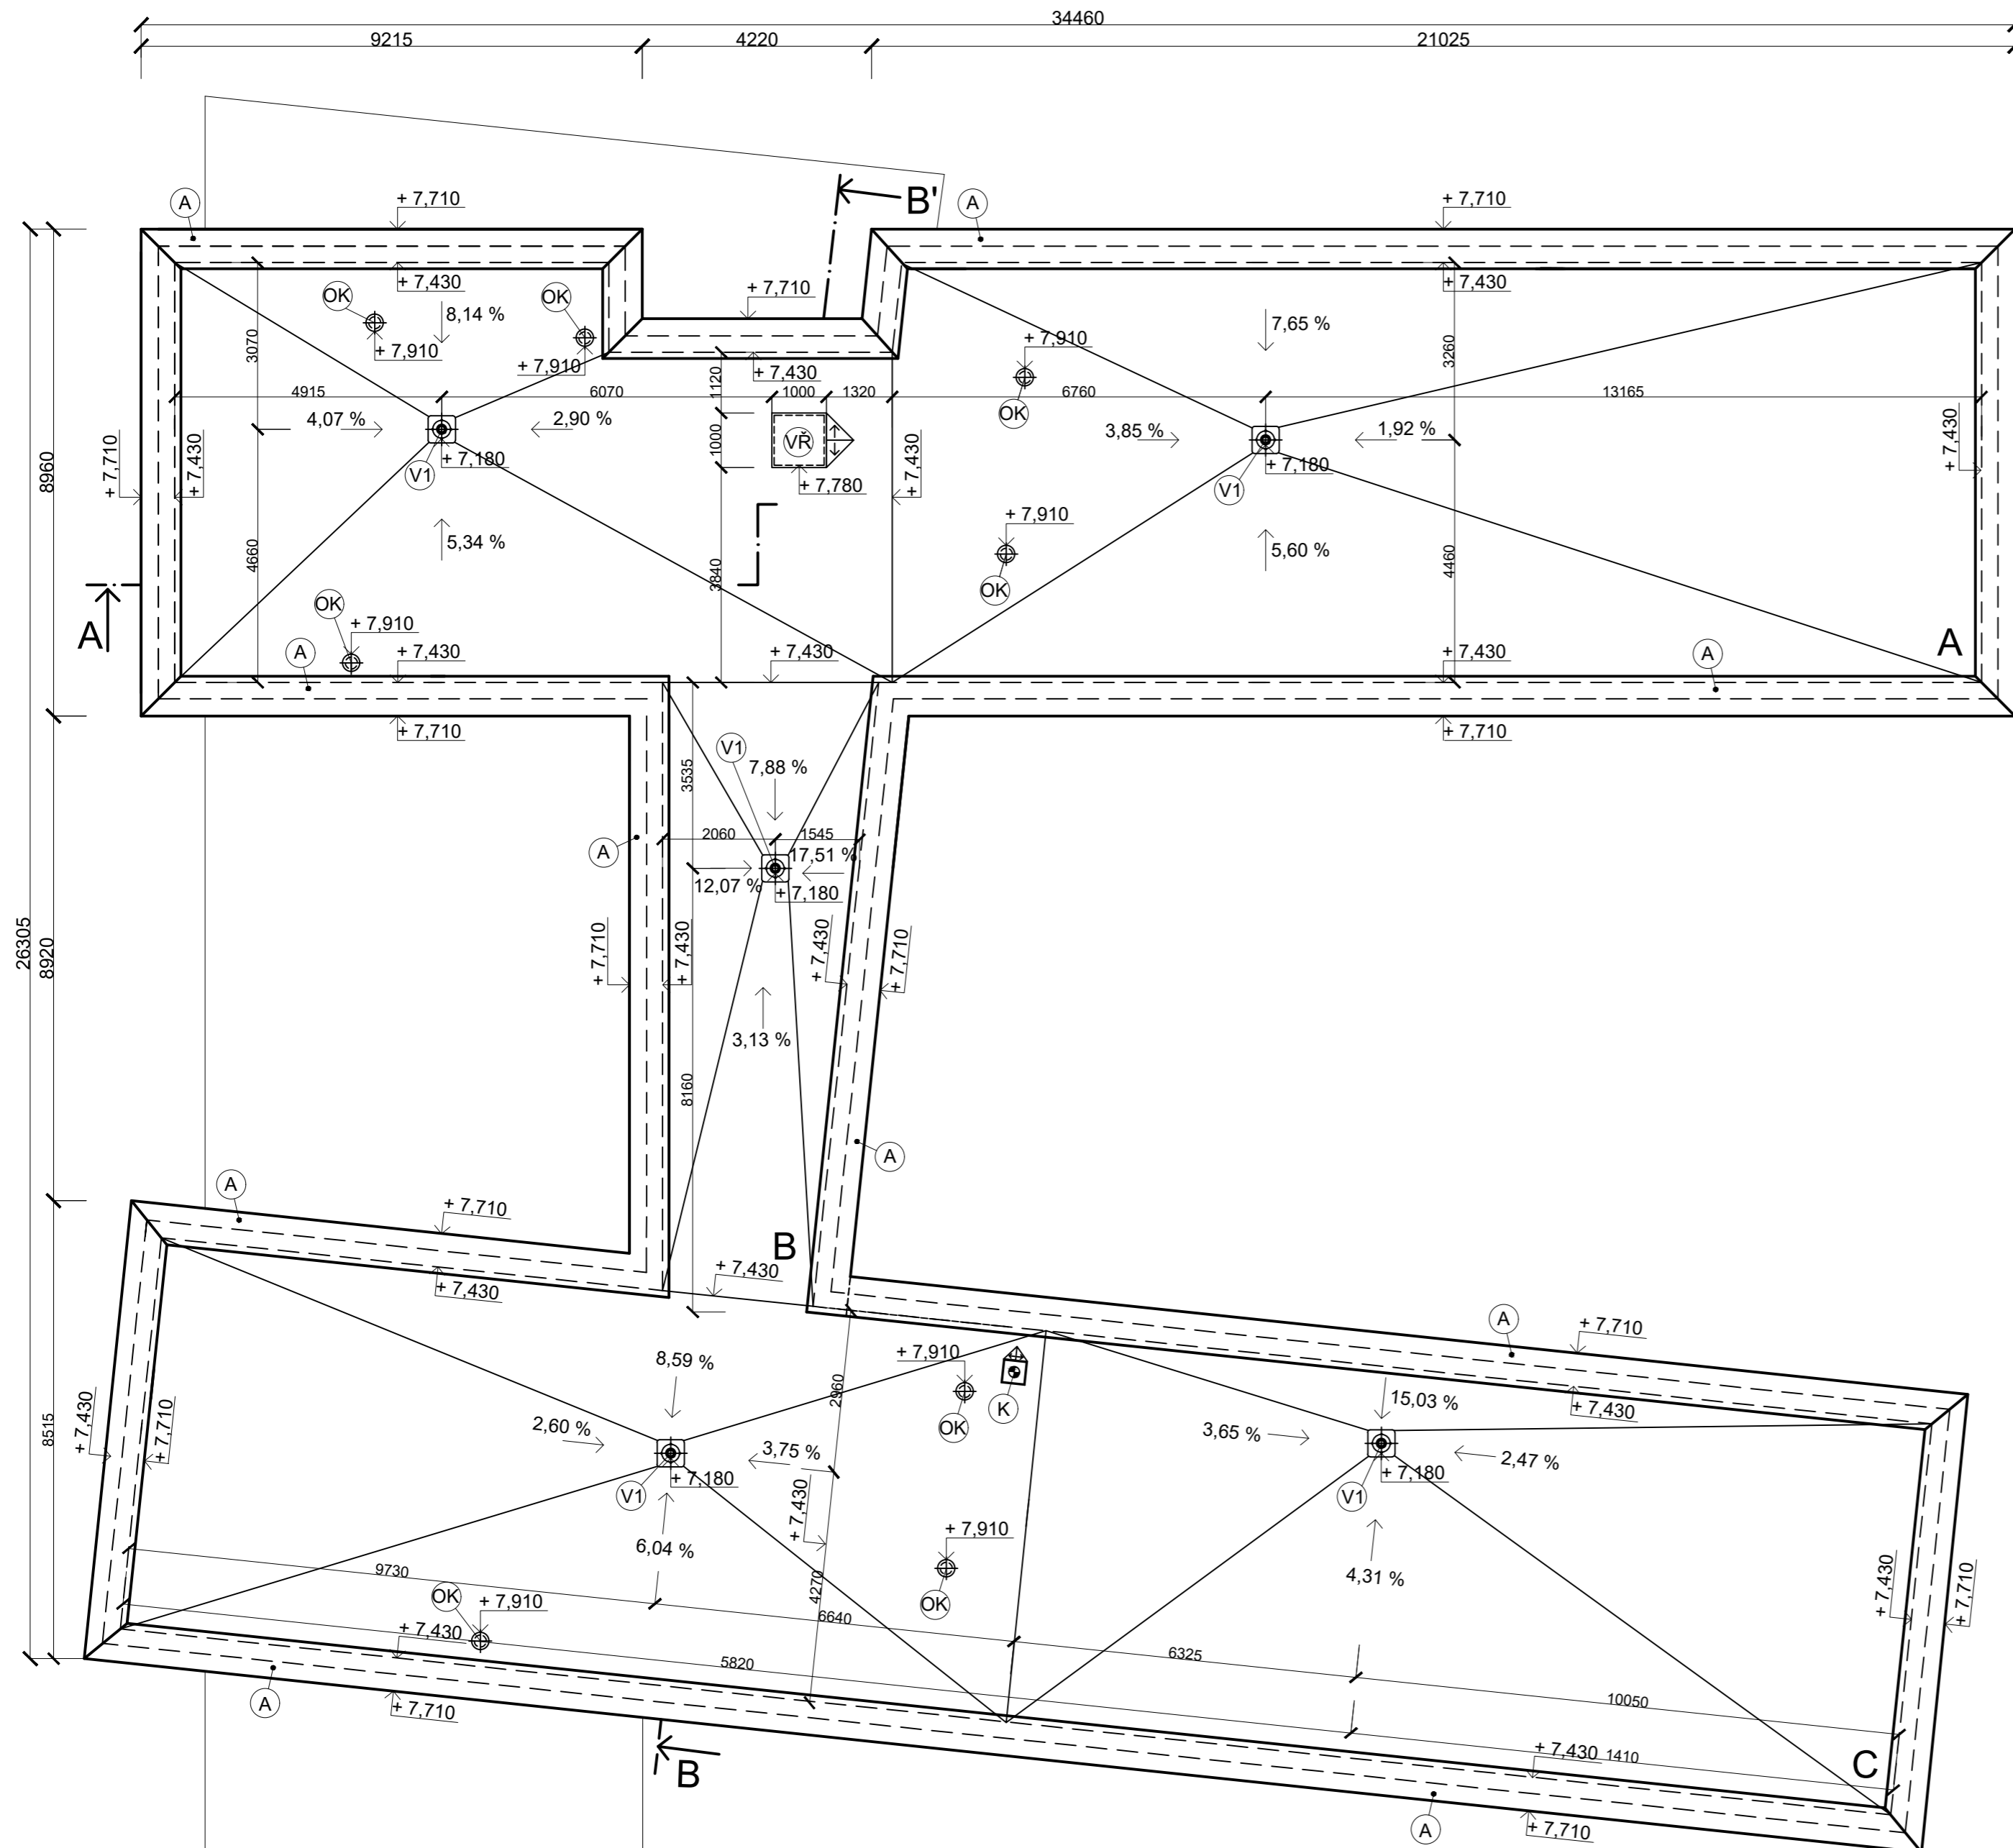 34460
9215 4220 21025
B'
A + 7,710 A + 7,710
+ 7,710
+ 7,430 + 7,430
OK OK
8,14 % 7,65 %
+ 7,910 + 7,910 + 7,430 + 7,910
3070 1120 3260
4915 6070 1000 1320 6760 13165
OK
4,07 % 2,90 % VŘ 3,85 % 1,92 %
1000
+ 7,180 + 7,180
V1 V1
+ 7,780
+ 7,710 + 7,430 + 7,430 + 7,430
8960
+ 7,910
5,34 % 5,60 %
4660 3840 4460
OK OK
+ 7,910
A
A + 7,430 + 7,430 + 7,430 A A
+ 7,710 + 7,710
V1
7,88 %
3535
2060 1545
A 17,51 %
12,07 %
+ 7,180
26305
8920
+ 7,710 + 7,430 + 7,430 + 7,710
3,13 %
8160
A
A
+ 7,710
B
+ 7,430
+ 7,430
A + 7,710
8,59 % + 7,910
15,03 %
2960
K
+ 7,430
8515
+ 7,430 + 7,710
OK
2,60 % 3,75 % 3,65 % 2,47 %
+ 7,180 + 7,180
V1 V1
+ 7,430
+ 7,910
6,04 %
4,31 %
9730 4270
OK + 7,910 OK
6640
+ 7,430 + 7,710
+ 7,430
6325
5820
A
+ 7,710
10050
+ 7,430 1410
C
B
A
+ 7,710